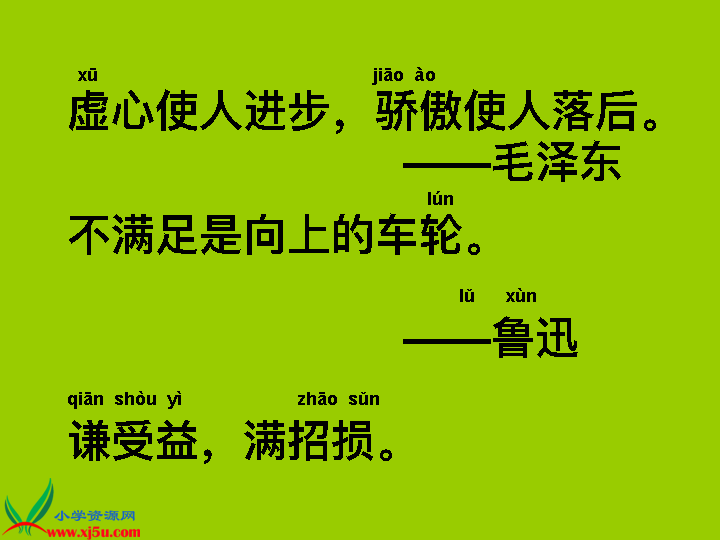 xū jiāo ào
虚心使人进步，骄傲使人落后。
——毛泽东
lún
不满足是向上的车轮。
lǔ xùn
——鲁迅
qiān shòu yì zhāo sǔn
谦受益，满招损。
小学资源网
www.xj5u.com